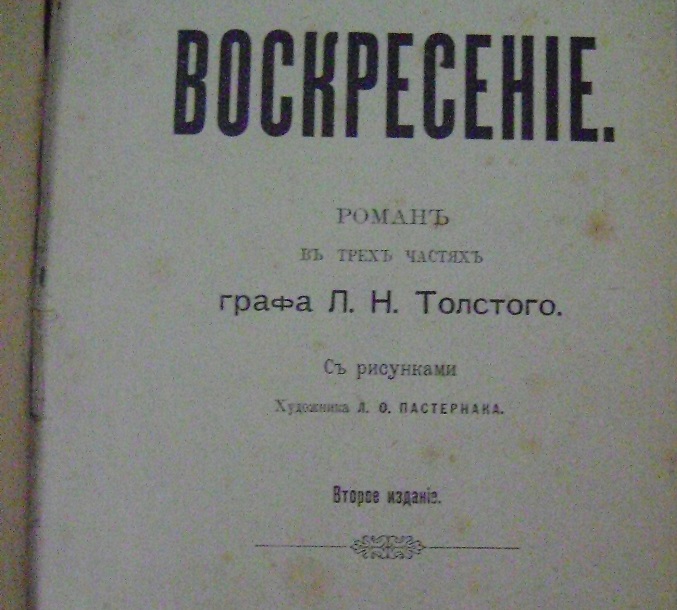 ВОСКРЕСЕНІЕ.
РОМАНЪ
ВЪ ТРЕХЪ ЧАСТЯХЪ
графа Л. Н. Толстого.
Съ рисунками
Художника Л. О. ПАСТЕРНАКА.
Второе изданіе.